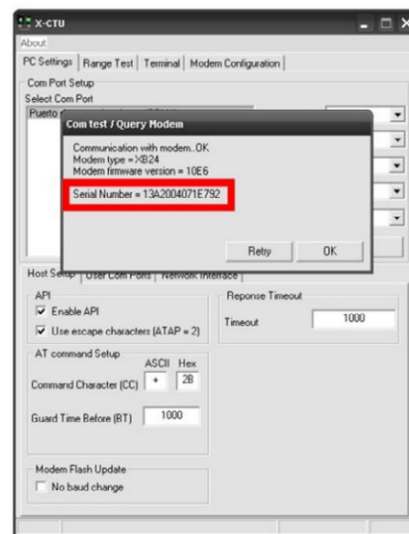 X-CTU
About
PC Settings Range Test Terminal Modem Configuration
Com Port Setup
Select Com Port
Com test / Query Modem
Communication with modem..OK
Modem type = XB24
Modem firmware version = 10E6
Serial Number = 13A2004071E792
Retry OK
Host Setup User Com Ports Network Interface
API
Enable API
Use escape characters (ATAP = 2)
Reponse Timeout
Timeout 1000
AT command Setup
ASCII Hex
Command Character (CC) + 2B
Guard Time Before (BT) 1000
Modem Flash Update
No baud change